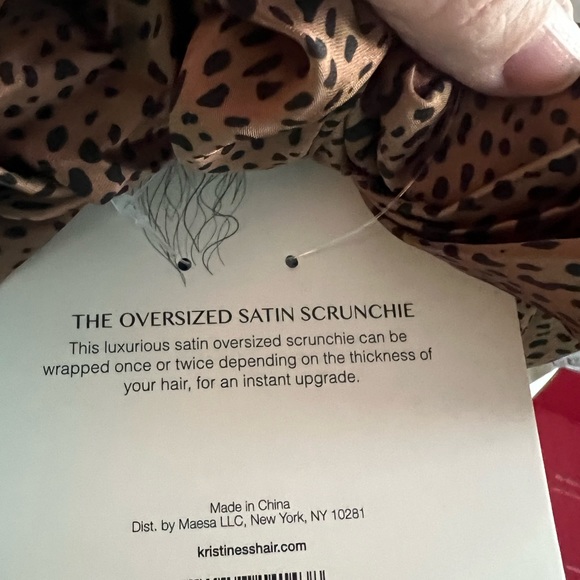 THE OVERSIZED SATIN SCRUNCHIE
This luxurious satin oversized scrunchie can be
wrapped once or twice depending on the thickness of
your hair, for an instant upgrade.
Made in China
Dist. by Maesa LLC, New York, NY 10281
kristinesshair.com